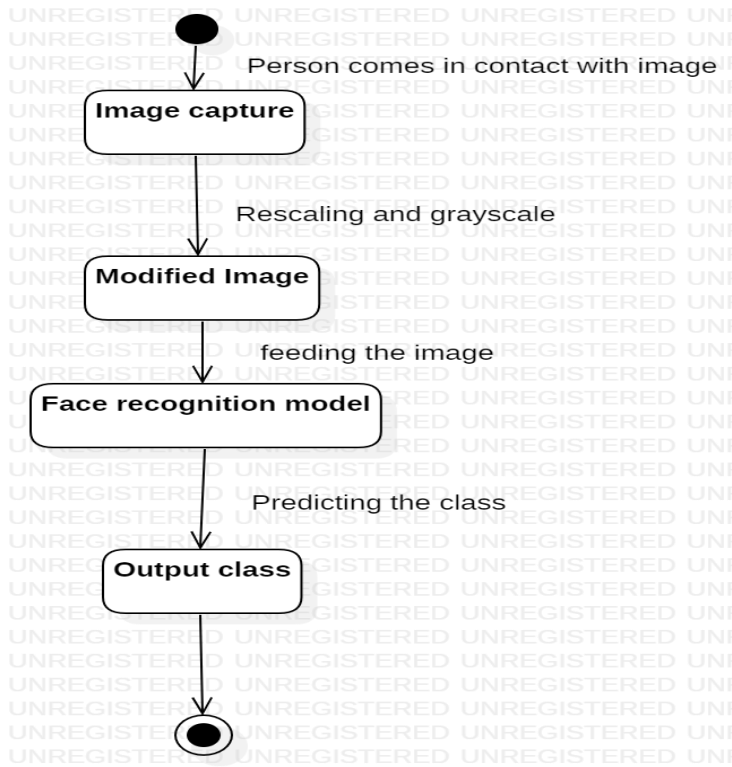 Person comes in contact with image
Image capture
Rescaling and grayscale
Modified Image
feeding the image
Face recognition model
Predicting the class
Output class
UNREGISTERED UNREGISTERED UNREGISTERED UNI